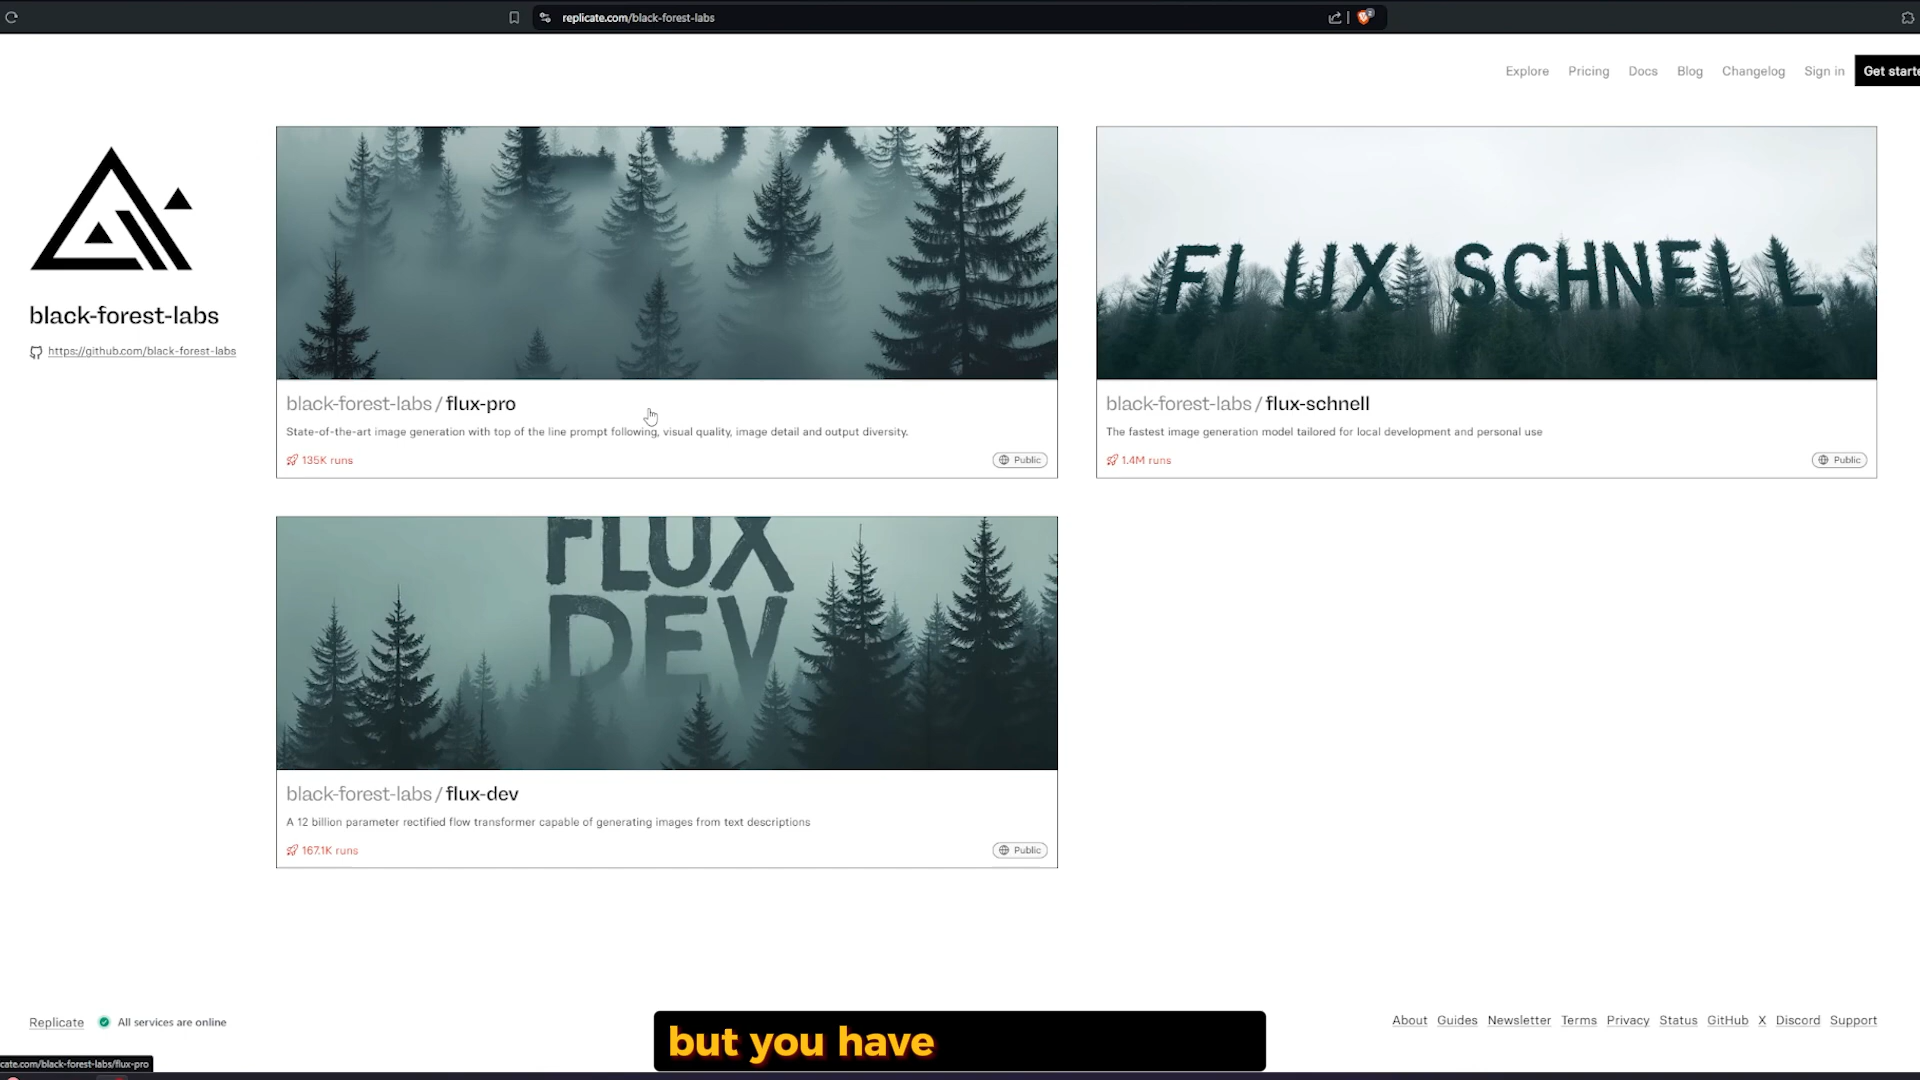 replicate.com/black-forest-labs
2
Explore Pricing Docs Blog Changelog Sign in Get starte
black-forest-labs
https://github.com/black-forest-labs
FLUX
black-forest-labs / flux-pro
State-of-the-art image generation with top of the line prompt following, visual quality, image detail and output diversity.
135K runs
Public
FLUX SCHNELL
black-forest-labs / flux-schnell
The fastest image generation model tailored for local development and personal use
1.4M runs
Public
FLUX
DEV
black-forest-labs / flux-dev
A 12 billion parameter rectified flow transformer capable of generating images from text descriptions
167.1K runs
Public
Replicate All services are online
About Guides Newsletter Terms Privacy Status GitHub X Discord Support
but you have
cate.com/black-forest-labs/flux-pro